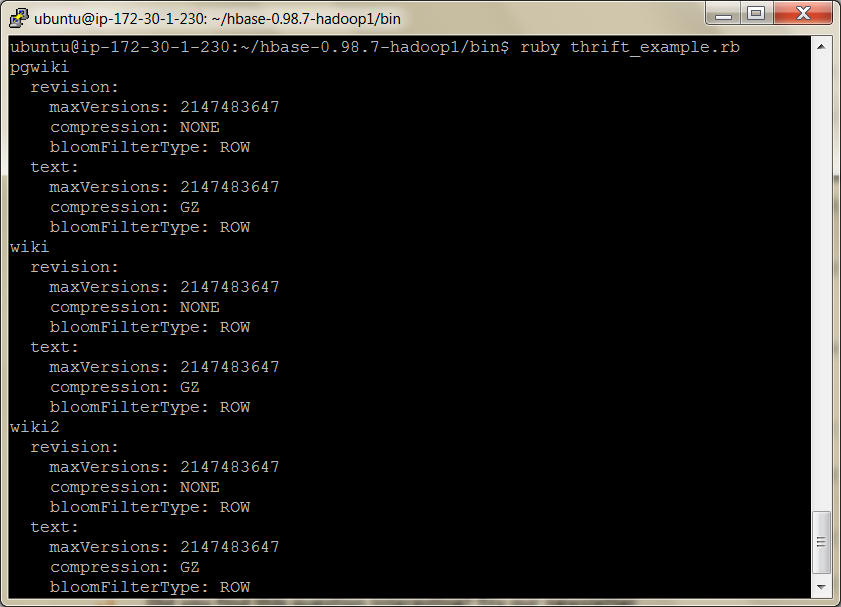 ubuntu@ip-172-30-1-230: ~/hbase-0.98.7-hadoop1/bin
ubuntu@ip-172-30-1-230:~/hbase-0.98.7-hadoop1/bin$ ruby thrift_example.rb
pgwiki
  revision:
    maxVersions: 2147483647
    compression: NONE
    bloomFilterType: ROW
  text:
    maxVersions: 2147483647
    compression: GZ
    bloomFilterType: ROW
wiki
  revision:
    maxVersions: 2147483647
    compression: NONE
    bloomFilterType: ROW
  text:
    maxVersions: 2147483647
    compression: GZ
    bloomFilterType: ROW
wiki2
  revision:
    maxVersions: 2147483647
    compression: NONE
    bloomFilterType: ROW
  text:
    maxVersions: 2147483647
    compression: GZ
    bloomFilterType: ROW